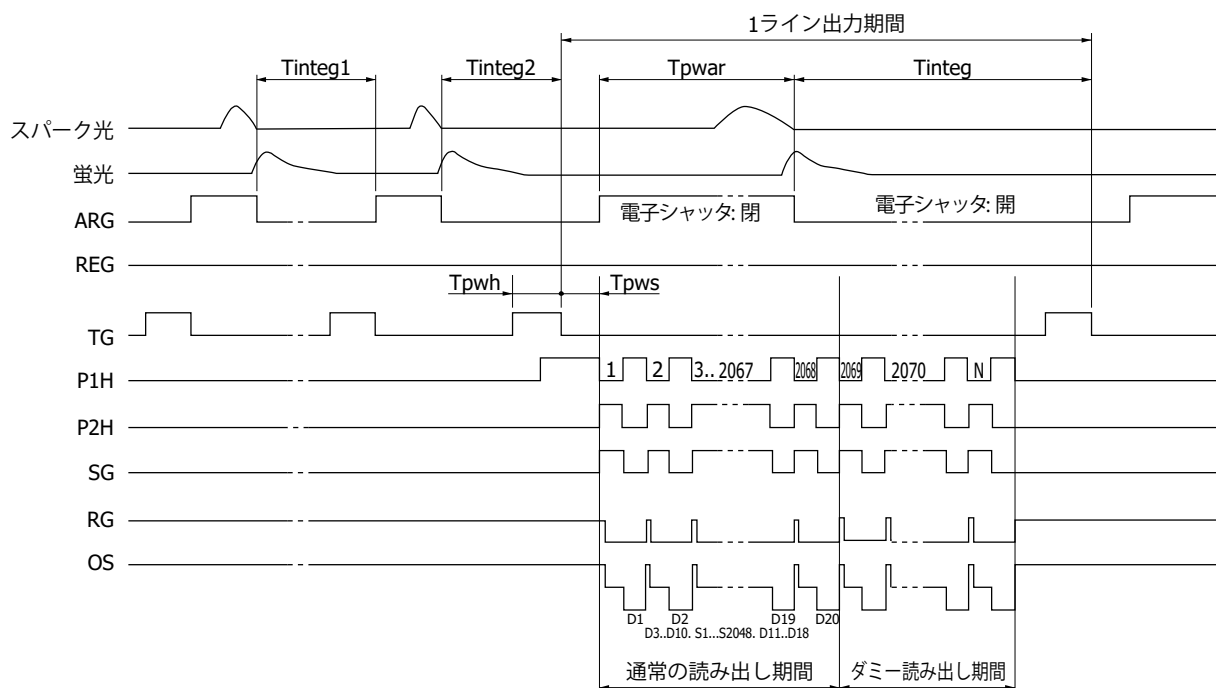 1ライン出力期間
Tinteg1
Tinteg2
Tpwar
Tinteg
スパーク光
蛍光
ARG
電子シャッタ: 閉
電子シャッタ: 開
REG
Tpwh
Tpws
TG
P1H
1
2
3.. 2067
2068
2069
2070
N
P2H
SG
RG
OS
D1
D2
D19
D20
D3..D10. S1...S2048. D11..D18
通常の読み出し期間
ダミー読み出し期間